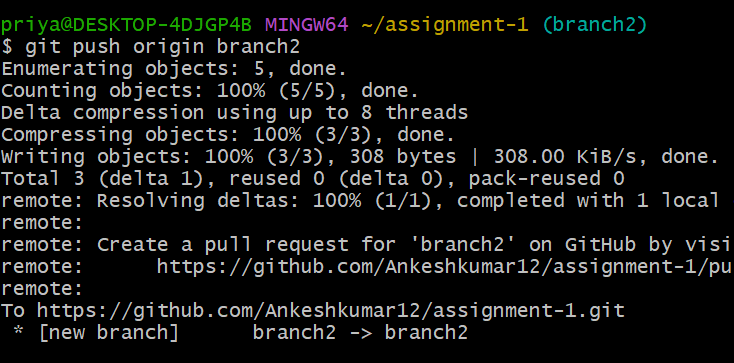 priya@DESKTOP-4DJGP4B MINGW64 ~/assignment-1 (branch2)
$ git push origin branch2
Enumerating objects: 5, done.
Counting objects: 100% (5/5), done.
Delta compression using up to 8 threads
Compressing objects: 100% (3/3), done.
Writing objects: 100% (3/3), 308 bytes | 308.00 KiB/s, done.
Total 3 (delta 1), reused 0 (delta 0), pack-reused 0
remote: Resolving deltas: 100% (1/1), completed with 1 local
remote:
remote: Create a pull request for 'branch2' on GitHub by visi
remote:      https://github.com/Ankeshkumar12/assignment-1/pu
remote:
To https://github.com/Ankeshkumar12/assignment-1.git
 * [new branch]      branch2 -> branch2